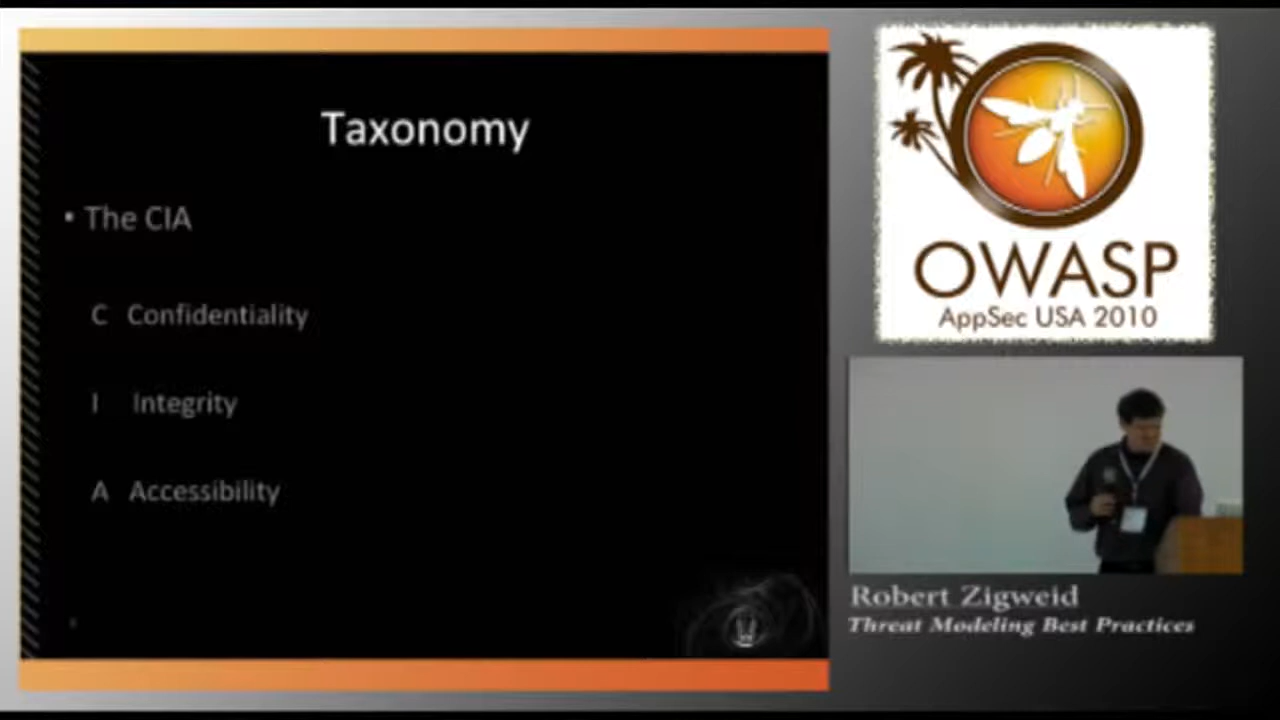 Taxonomy
• The CIA
C Confidentiality
I Integrity
A Accessibility
OWASP
AppSec USA 2010
Robert Zigweid
Threat Modeling Best Practices